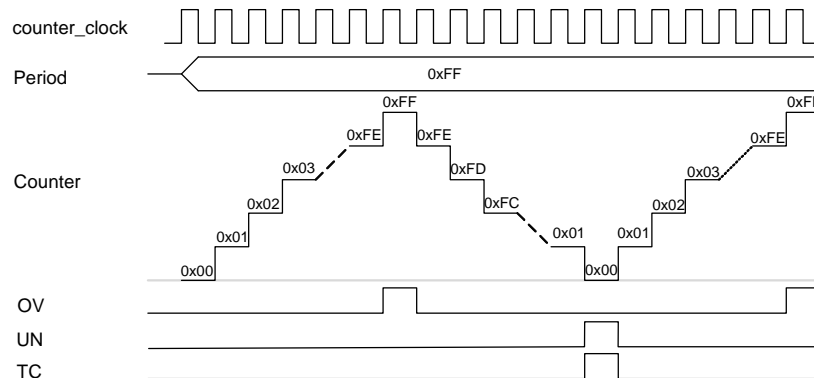 counter_clock
Period
0xFF
0xFF
0xFE
0xFE
0x03
0xFD
0x03
0xFE
Counter
0x02
0xFC
0x02
0x01
0x01
0x01
0x00
0x00
OV
UN
TC